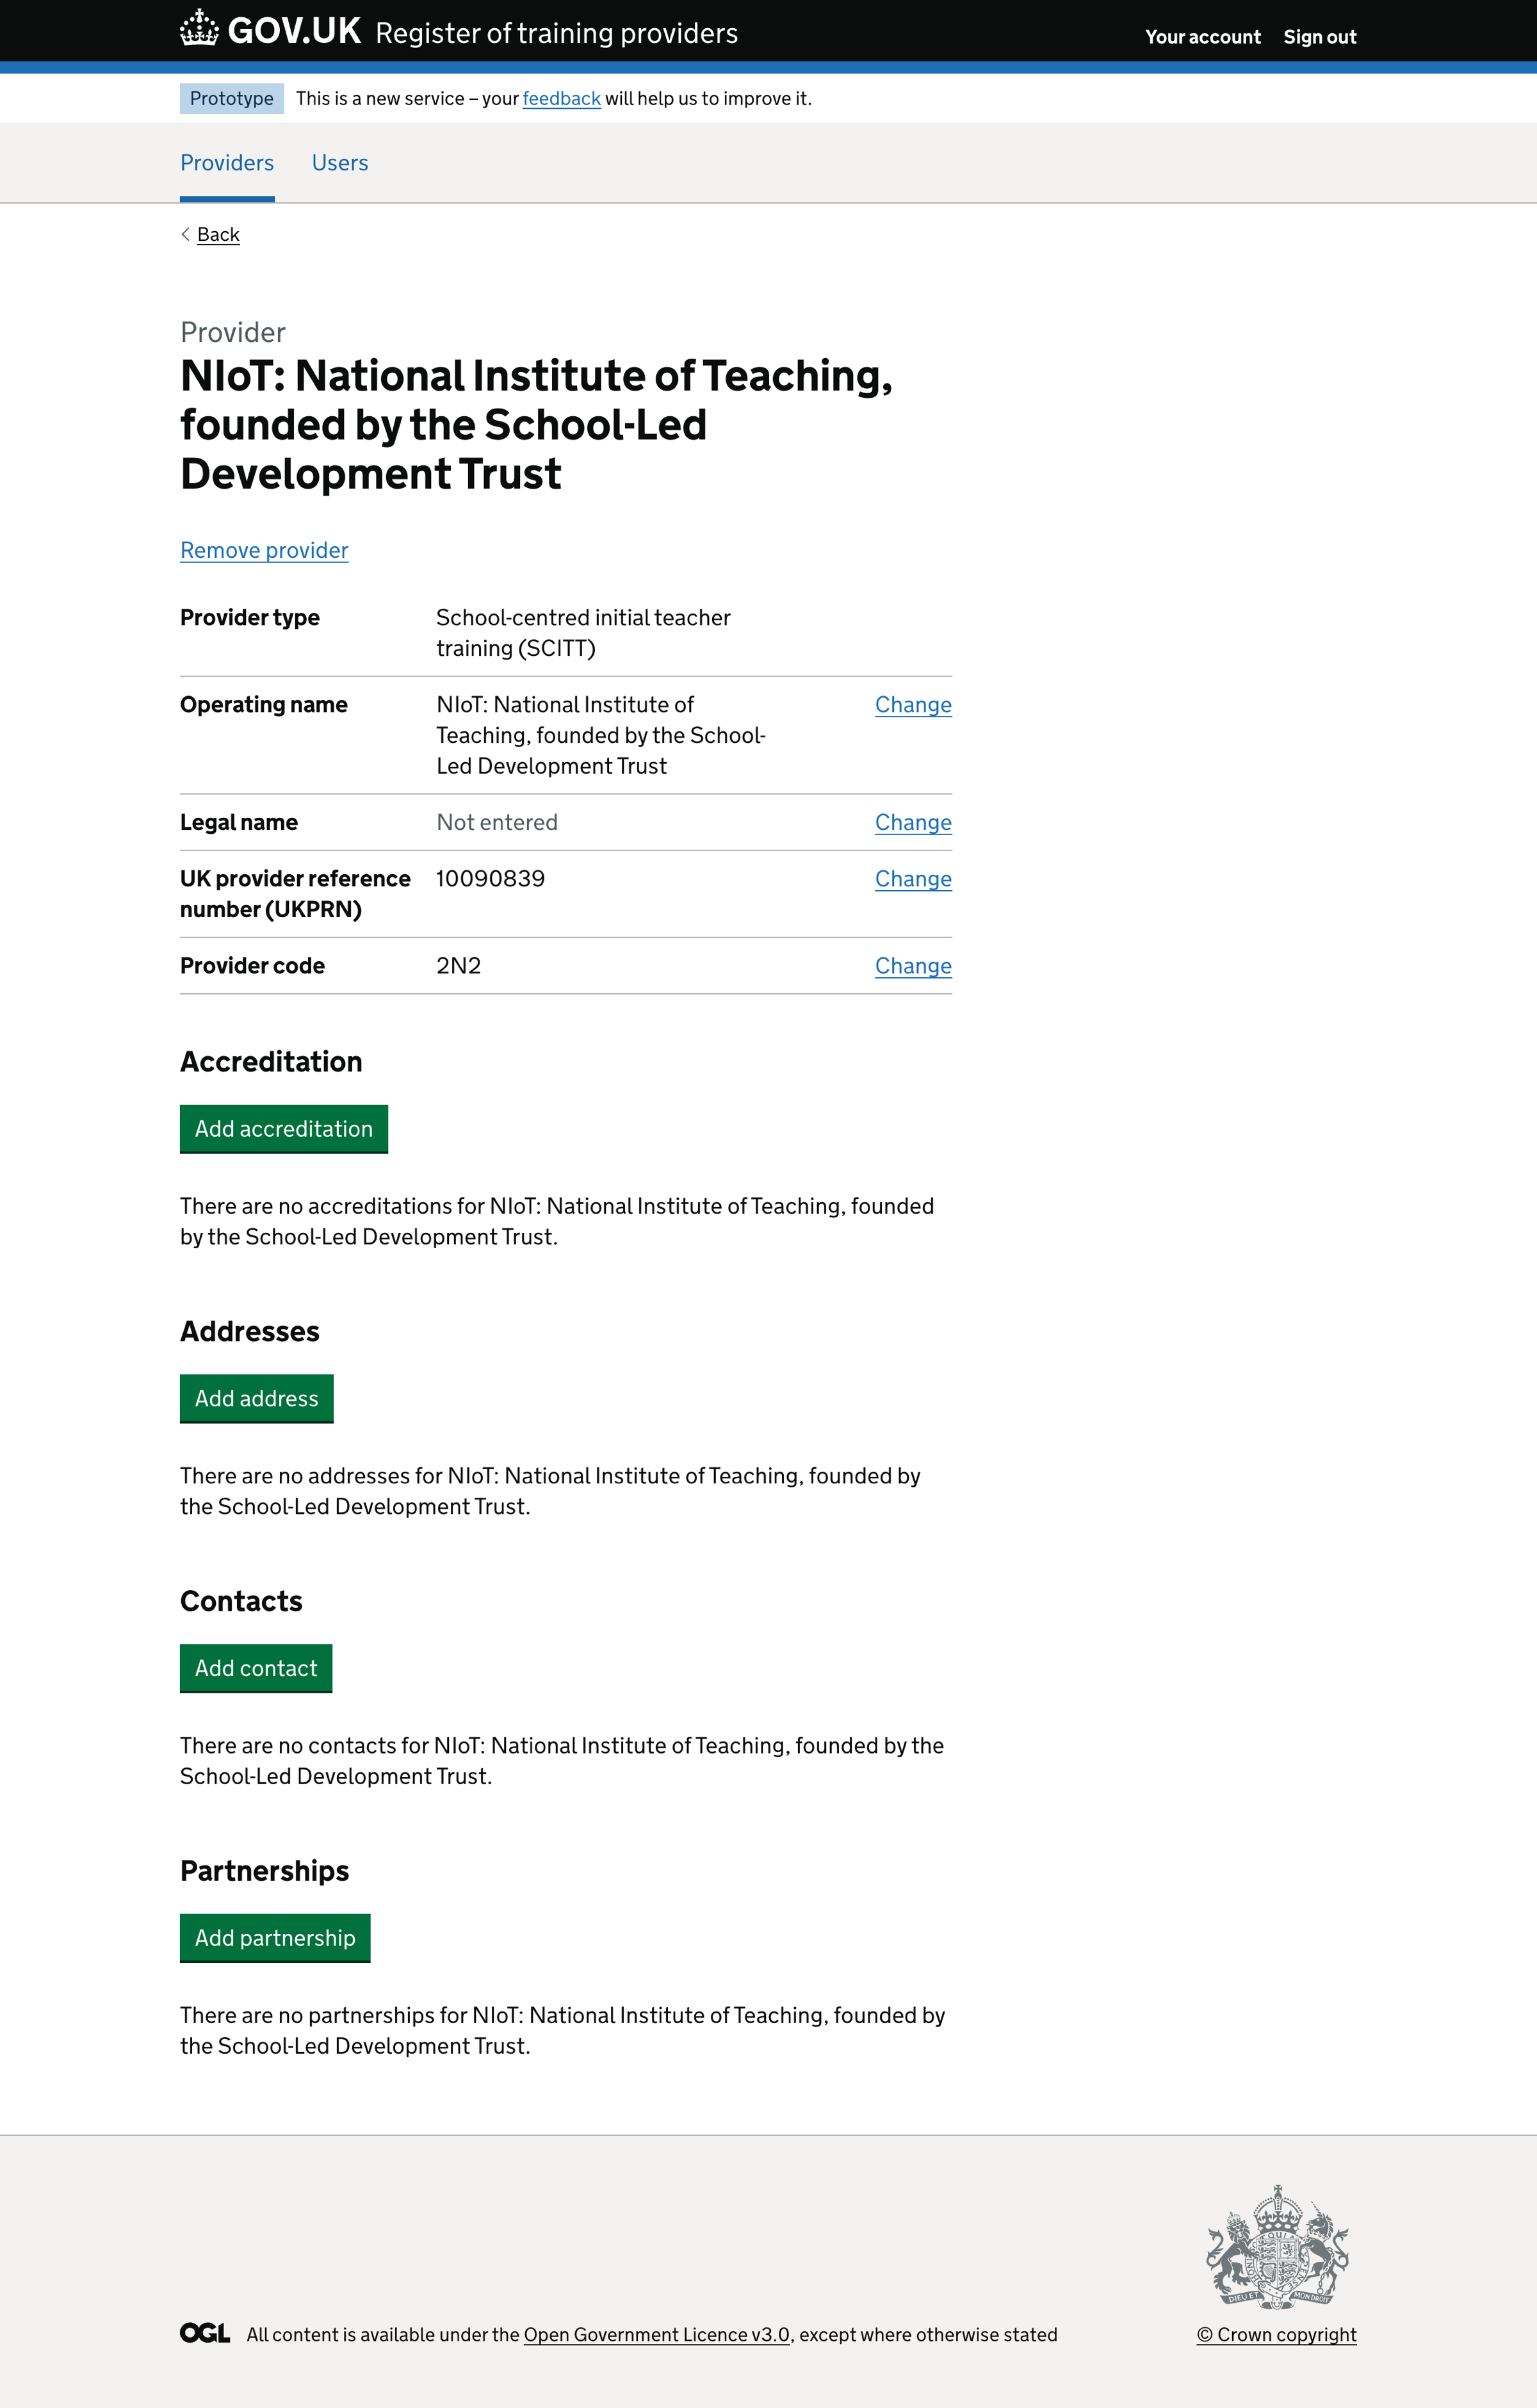 GOV.UK Register of training providers Your account Sign out
Prototype This is a new service – your feedback will help us to improve it.
Providers Users
Back
Provider
NIoT: National Institute of Teaching,
founded by the School-Led
Development Trust
Remove provider
Provider type School-centred initial teacher
training (SCITT)
Operating name NIoT: National Institute of Change
Teaching, founded by the School-
Led Development Trust
Legal name Not entered Change
UK provider reference 10090839 Change
number (UKPRN)
Provider code 2N2 Change
Accreditation
Add accreditation
There are no accreditations for NIoT: National Institute of Teaching, founded
by the School-Led Development Trust.
Addresses
Add address
There are no addresses for NIoT: National Institute of Teaching, founded by
the School-Led Development Trust.
Contacts
Add contact
There are no contacts for NIoT: National Institute of Teaching, founded by the
School-Led Development Trust.
Partnerships
Add partnership
There are no partnerships for NIoT: National Institute of Teaching, founded by
the School-Led Development Trust.
DIEU ET MON DROIT
OGL All content is available under the Open Government Licence v3.0, except where otherwise stated © Crown copyright